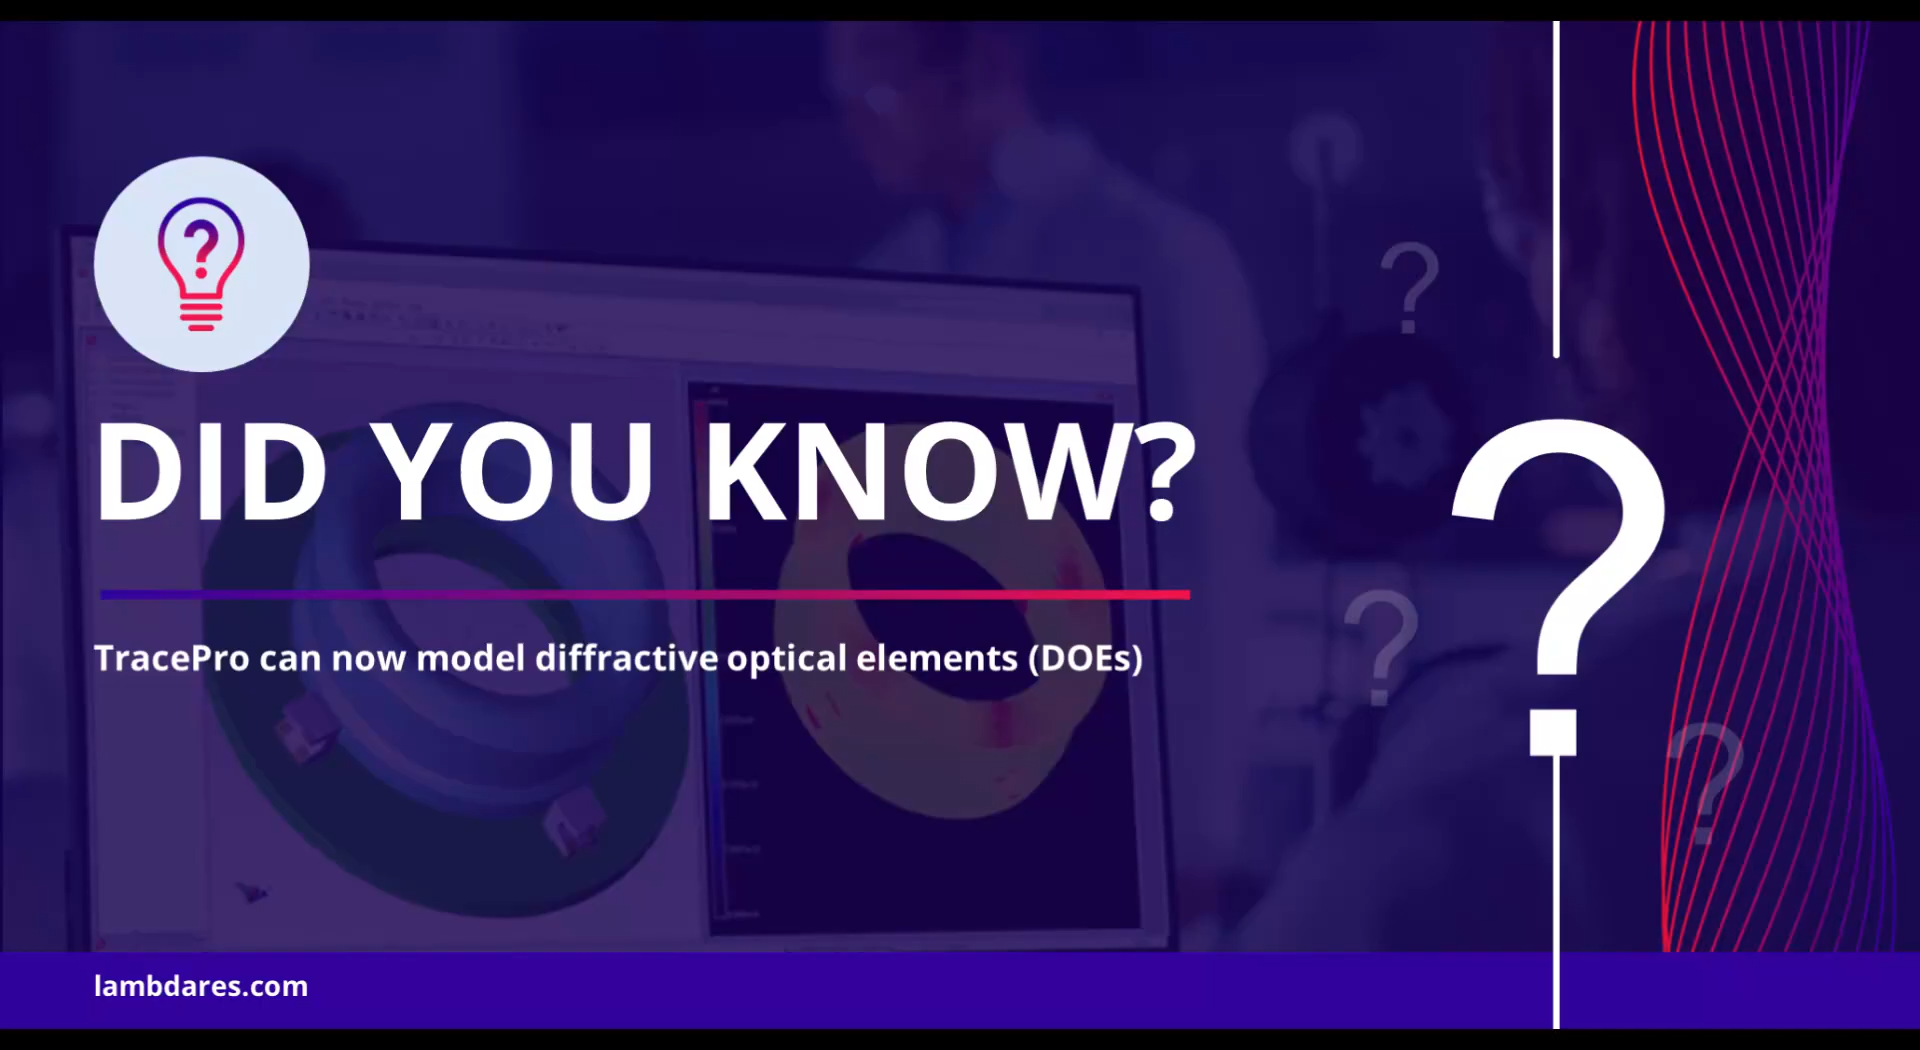 DID YOU KNOW?
TracePro can now model diffractive optical elements (DOEs)
lambdares.com